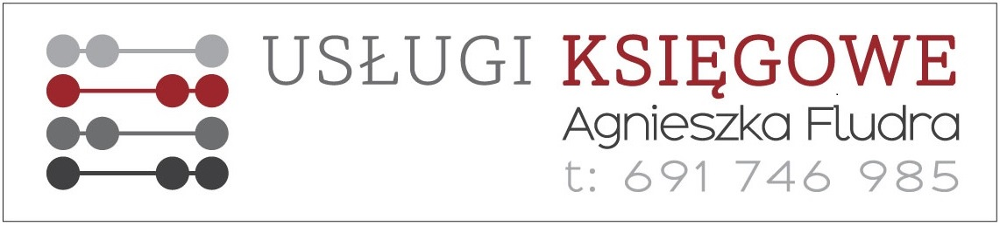 USŁUGI KSIĘGOWE
Agnieszka Fludra
t: 691 746 985